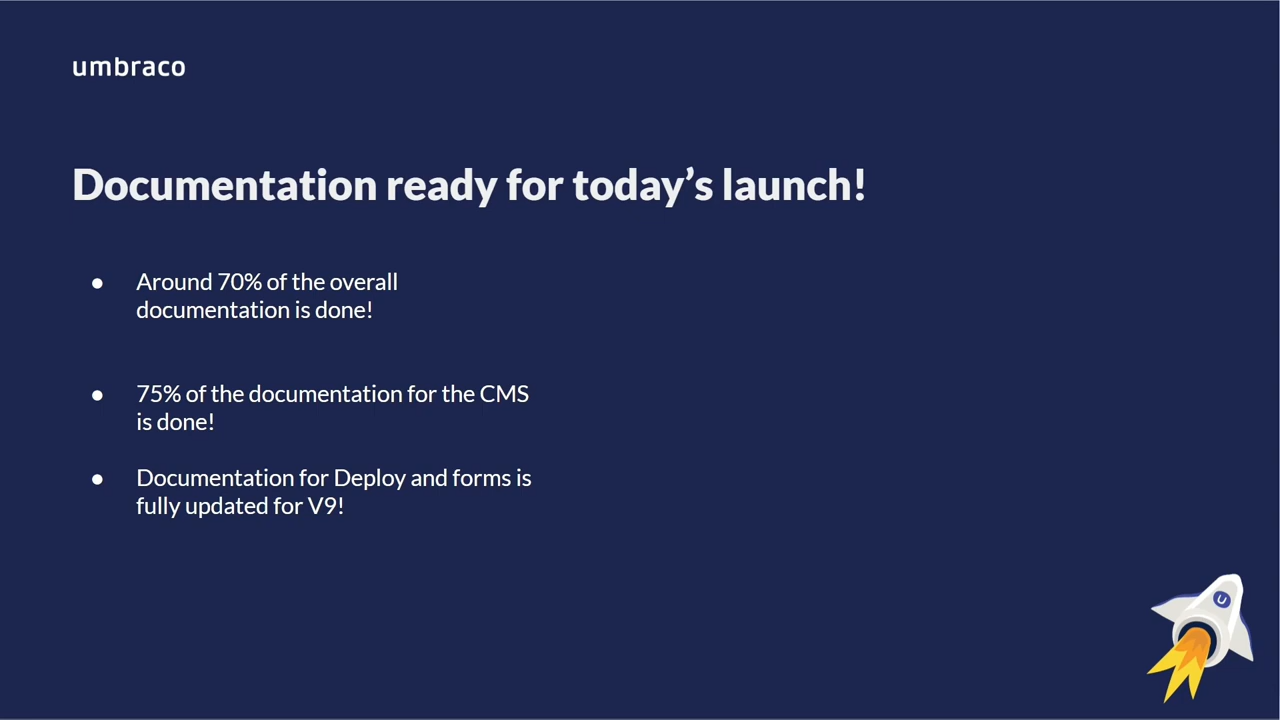 umbraco
Documentation ready for today’s launch!
● Around 70% of the overall
documentation is done!
● 75% of the documentation for the CMS
is done!
● Documentation for Deploy and forms is
fully updated for V9!
U